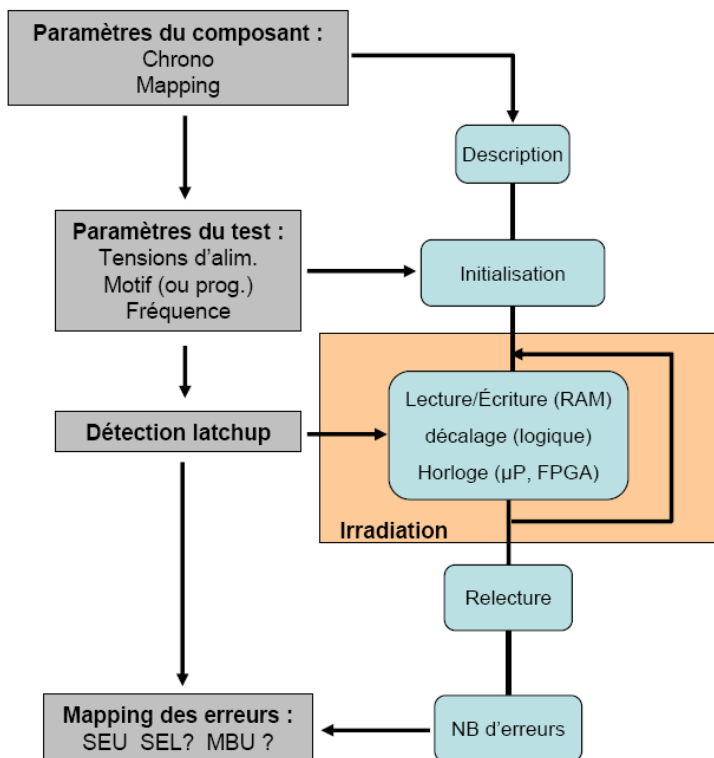 Paramètres du composant :
Chrono
Mapping
Description
Paramètres du test :
Tensions d'alim.
Motif (ou prog.)
Fréquence
Initialisation
Lecture/Écriture (RAM)
décalage (logique)
Horloge (µP, FPGA)
Détection latchup
Irradiation
Relecture
Mapping des erreurs :
SEU SEL? MBU ?
NB d'erreurs